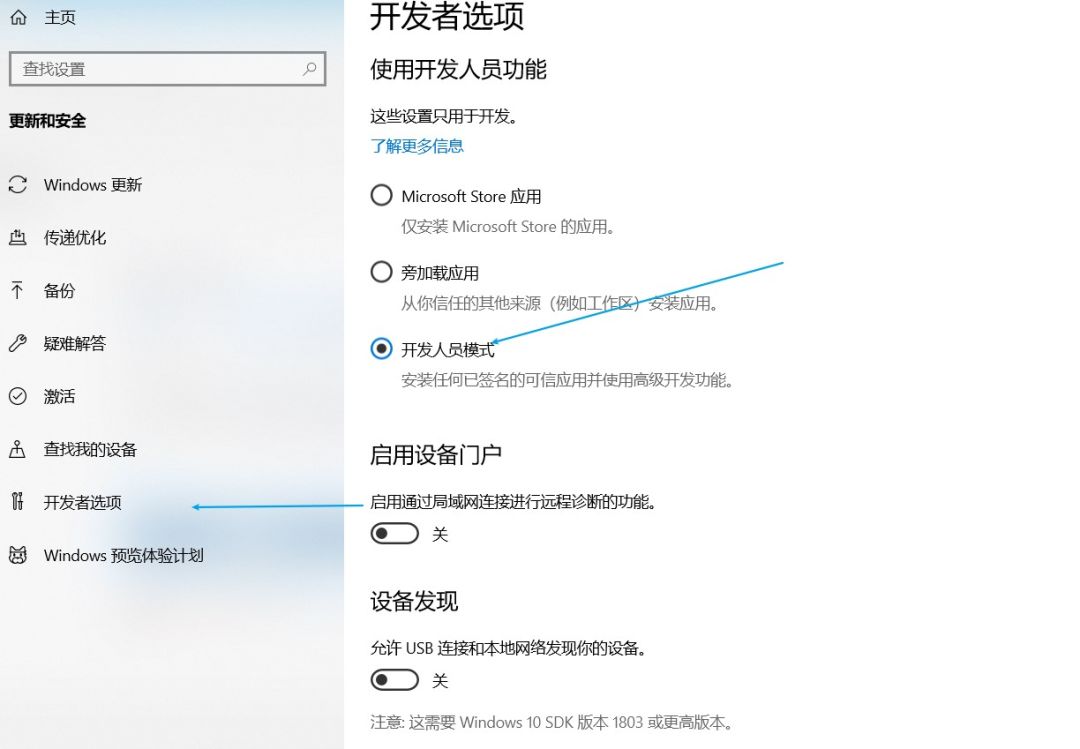 主页
查找设置
更新和安全
Windows 更新
传递优化
备份
疑难解答
激活
查找我的设备
开发者选项
Windows 预览体验计划
开发者选项
使用开发人员功能
这些设置只用于开发。
了解更多信息
Microsoft Store 应用
仅安装 Microsoft Store 的应用。
旁加载应用
从你信任的其他来源（例如工作区）安装应用。
开发人员模式
安装任何已签名的可信应用并使用高级开发功能。
启用设备门户
启用通过局域网连接进行远程诊断的功能。
关
设备发现
允许 USB 连接和本地网络发现你的设备。
关
注意: 这需要 Windows 10 SDK 版本 1803 或更高版本。